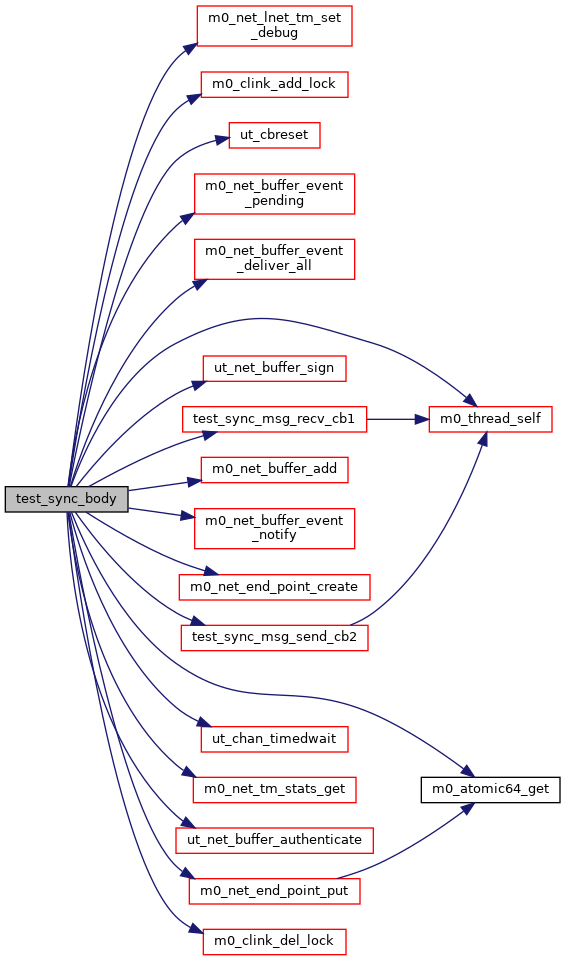 m0_net_lnet_tm_set
_debug
m0_clink_add_lock
ut_cbreset
m0_net_buffer_event
_pending
m0_net_buffer_event
_deliver_all
ut_net_buffer_sign
test_sync_msg_recv_cb1
m0_thread_self
m0_net_buffer_add
test_sync_body
m0_net_buffer_event
_notify
m0_net_end_point_create
test_sync_msg_send_cb2
ut_chan_timedwait
m0_net_tm_stats_get
m0_atomic64_get
ut_net_buffer_authenticate
m0_net_end_point_put
m0_clink_del_lock